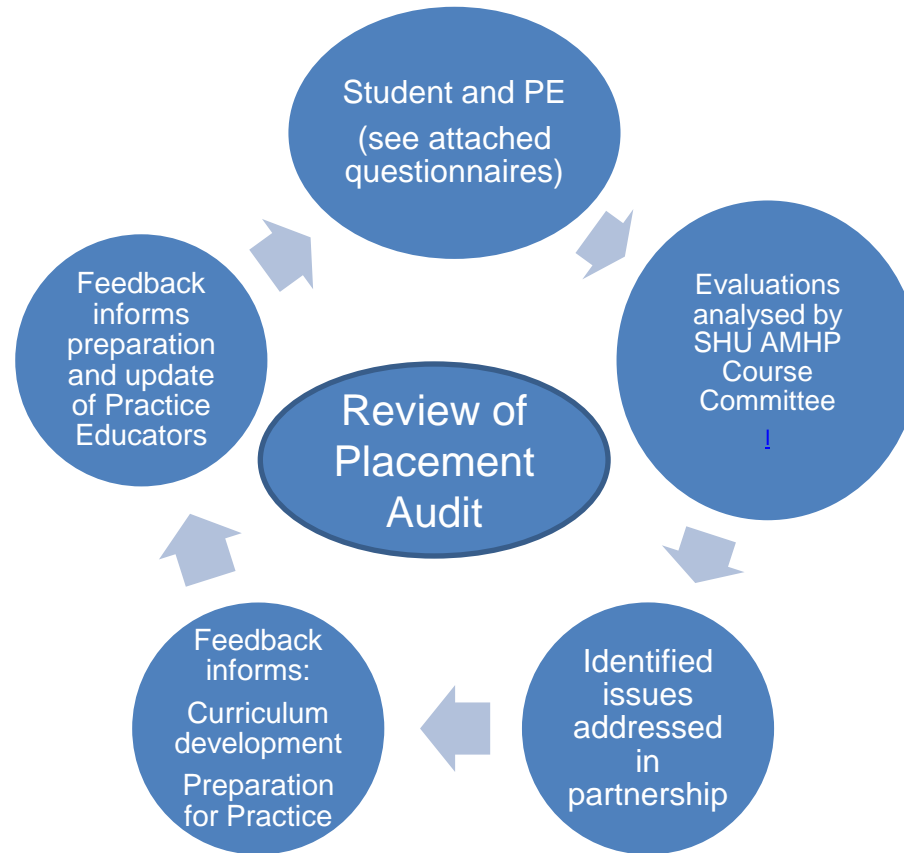 Student and PE
(see attached
questionnaires)
Evaluations
analysed by
SHU AMHP
Course
Committee
I
Identified
issues
addressed
in
partnership
Feedback
informs:
Curriculum
development
Preparation
for Practice
Feedback
informs
preparation
and update
of Practice
Educators
Review of
Placement
Audit